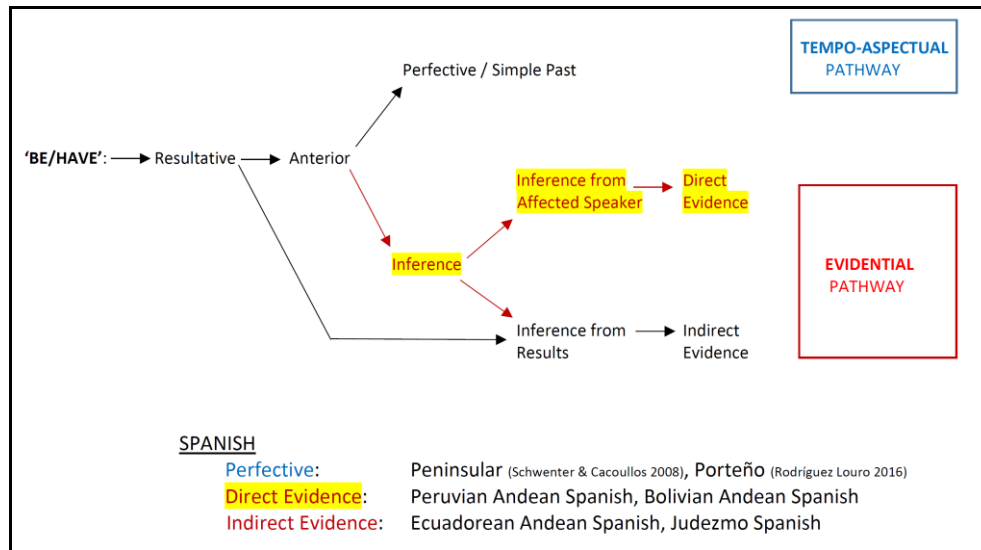 TEMPO-ASPECTUAL
PATHWAY
Perfective / Simple Past
'BE/HAVE': Resultative Anterior
Inference from
Affected Speaker
Direct
Evidence
Inference
EVIDENTIAL
PATHWAY
Inference from
Results
Indirect
Evidence
SPANISH
Perfective: Peninsular (Schwenter & Cacoullos 2008), Porteño (Rodríguez Louro 2016)
Direct Evidence: Peruvian Andean Spanish, Bolivian Andean Spanish
Indirect Evidence: Ecuadorean Andean Spanish, Judezmo Spanish